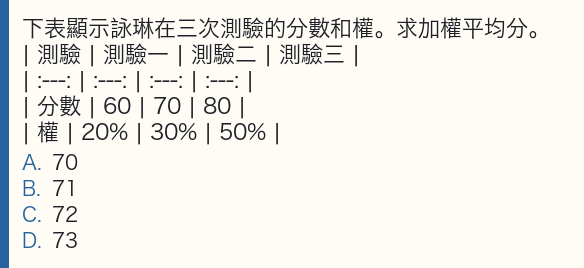 下表顯示詠琳在三次測驗的分數和權。求加權平均分。
| 測驗 | 測驗一 | 測驗二 | 測驗三 |
| :---: | :---: | :---: | :---: |
| 分數 | 60 | 70 | 80 |
| 權 | 20% | 30% | 50% |
A. 70
B. 71
C. 72
D. 73